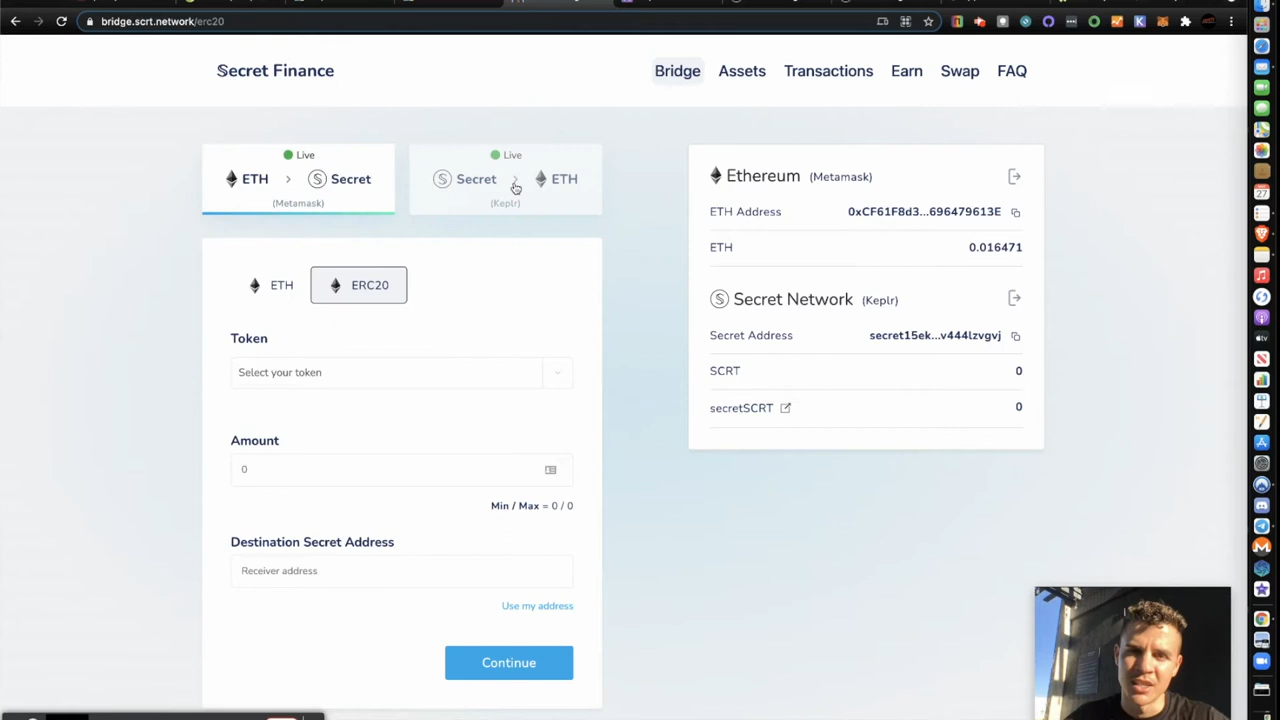 bridge.scrt.network/erc20
Secret Finance
Bridge
Assets
Transactions
Earn
Swap
FAQ
Live
ETH > Secret
(Metamask)
Live
Secret > ETH
(Keplr)
ETH
ERC20
Token
Select your token
Amount
0
Min / Max = 0 / 0
Destination Secret Address
Receiver address
Use my address
Continue
Ethereum (Metamask)
ETH Address 0xCF61F8d3...696479613E
ETH 0.016471
Secret Network (Keplr)
Secret Address secret15ek...v444lzvgvj
SCRT 0
secretSCRT 0